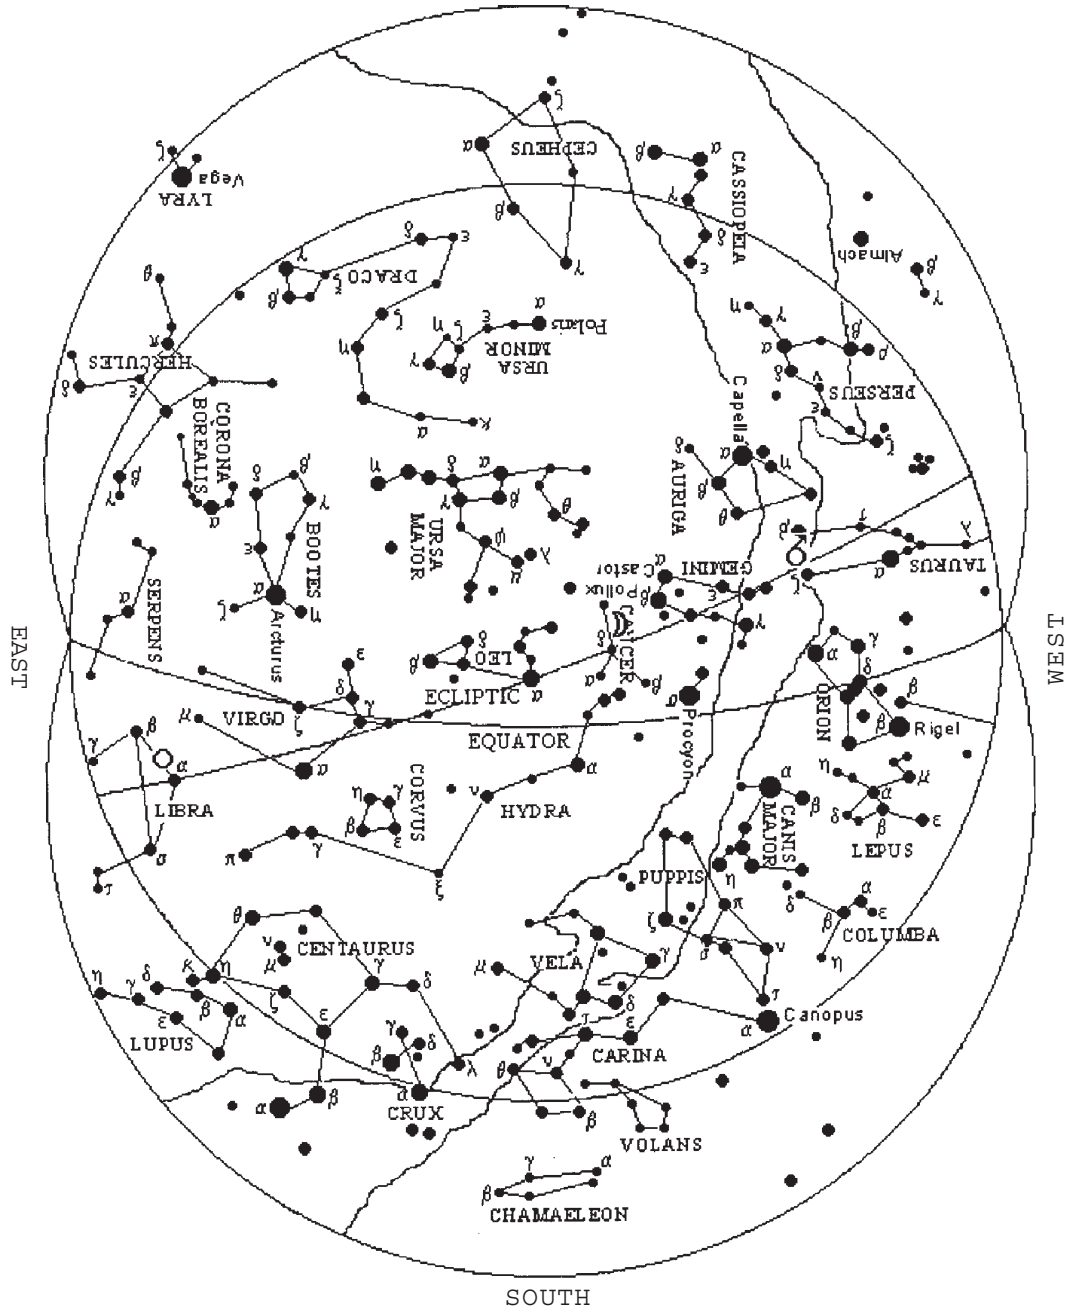 ζ
CEPHEUS
α
β
γ
β
α
CASSIOPEIA
γ
δ
ε
ζ
Vega
LYRA
Almach
β
γ
δ
ε
γ
DRACO
β
ξ
ζ
η
α
κ
θ
π
HERCULES
δ
ε
β
γ
α
Polaris
ε
ζ
η
URSA
MINOR
γ
β
η
γ
α
β
ρ
δ
ν
PERSEUS
ε
ζ
CORONA
BOREALIS
α
δ
β
γ
BOOTES
ε
α
Arcturus
ζ
η
η
δ
α
γ
β
θ
URSA
MAJOR
ψ
λ
μ
Capella
α
η
δ
AURIGA
β
θ
β
τ
λ
TAURUS
α
ζ
α
Castor
GEMINI
ε
β
Pollux
γ
SERPENS
EAST
WEST
CANCER
δ
α
β
δ
LEO
β
α
ECLIPTIC
ε
δ
γ
VIRGO
ζ
μ
α
EQUATOR
α
Procyon
α
γ
δ
ORION
β
β
Rigel
β
γ
α
LIBRA
σ
τ
CORVUS
η
γ
β
ε
ν
HYDRA
α
π
γ
ξ
α
β
CANIS
MAJOR
η
η
μ
α
δ
β
ε
LEPUS
PUPPIS
π
ζ
σ
ν
τ
δ
α
β
ε
COLUMBA
η
θ
ν
CENTAURUS
μ
κ
η
γ
δ
ζ
ε
λ
μ
VELA
γ
δ
η
γ
δ
β
α
ε
LUPUS
γ
δ
β
α
CRUX
α
β
τ
ε
CARINA
ν
θ
β
Canopus
α
VOLANS
γ
α
β
CHAMAELEON
SOUTH